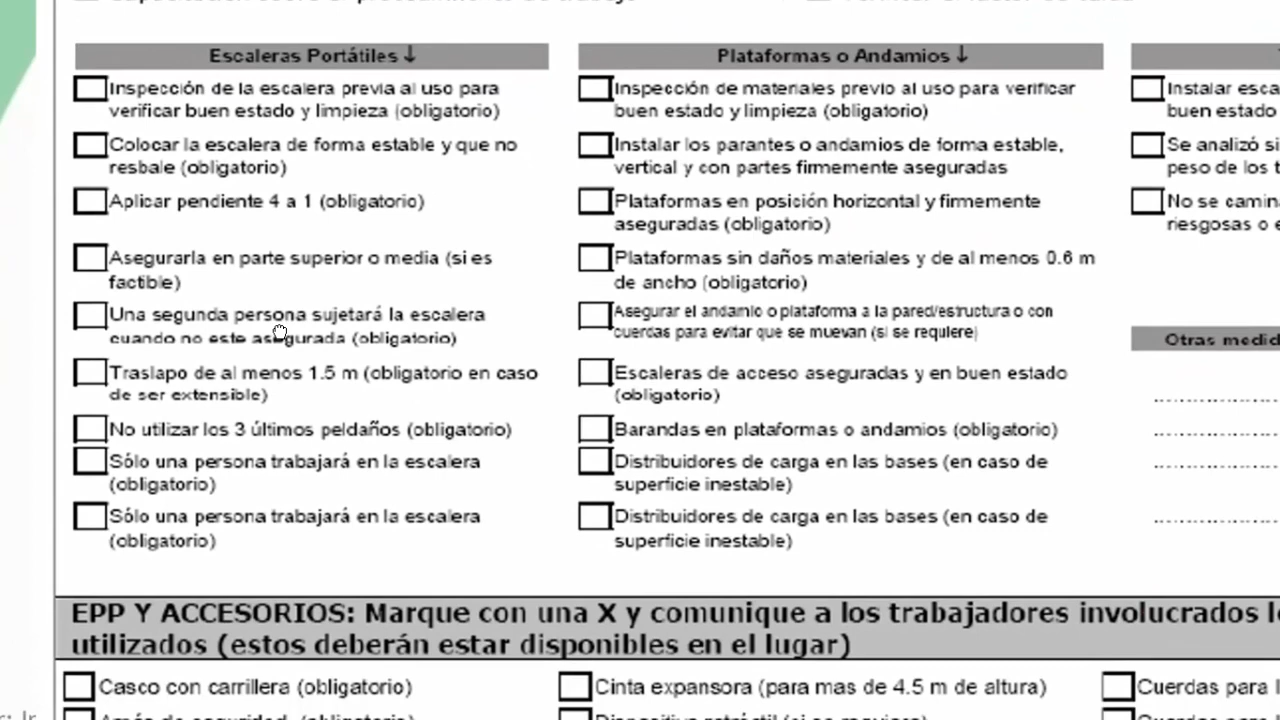 Escaleras Portátiles ↓
Inspección de la escalera previa al uso para
verificar buen estado y limpieza (obligatorio)
Colocar la escalera de forma estable y que no
resbale (obligatorio)
Aplicar pendiente 4 a 1 (obligatorio)
Asegurarla en parte superior o media (si es
factible)
Una segunda persona sujetará la escalera
cuando no este asegurada (obligatorio)
Traslapo de al menos 1.5 m (obligatorio en caso
de ser extensible)
No utilizar los 3 últimos peldaños (obligatorio)
Sólo una persona trabajará en la escalera
(obligatorio)
Sólo una persona trabajará en la escalera
(obligatorio)
Plataformas o Andamios ↓
Inspección de materiales previo al uso para verificar
buen estado y limpieza (obligatorio)
Instalar los parantes o andamios de forma estable,
vertical y con partes firmemente aseguradas
Plataformas en posición horizontal y firmemente
aseguradas (obligatorio)
Plataformas sin daños materiales y de al menos 0.6 m
de ancho (obligatorio)
Asegurar el andamio o plataforma a la pared/estructura o con
cuerdas para evitar que se muevan (si se requiere)
Escaleras de acceso aseguradas y en buen estado
(obligatorio)
Barandas en plataformas o andamios (obligatorio)
Distribuidores de carga en las bases (en caso de
superficie inestable)
Distribuidores de carga en las bases (en caso de
superficie inestable)
Instalar
buen estado
Se analizó
peso de los
No se
riesgosas o
Otras
EPP Y ACCESORIOS: Marque con una X y comunique a los trabajadores involucrados
utilizados (estos deberán estar disponibles en el lugar)
Casco con carrillera (obligatorio)
Cinta expansora (para mas de 4.5 m de altura)
Cuerdas para